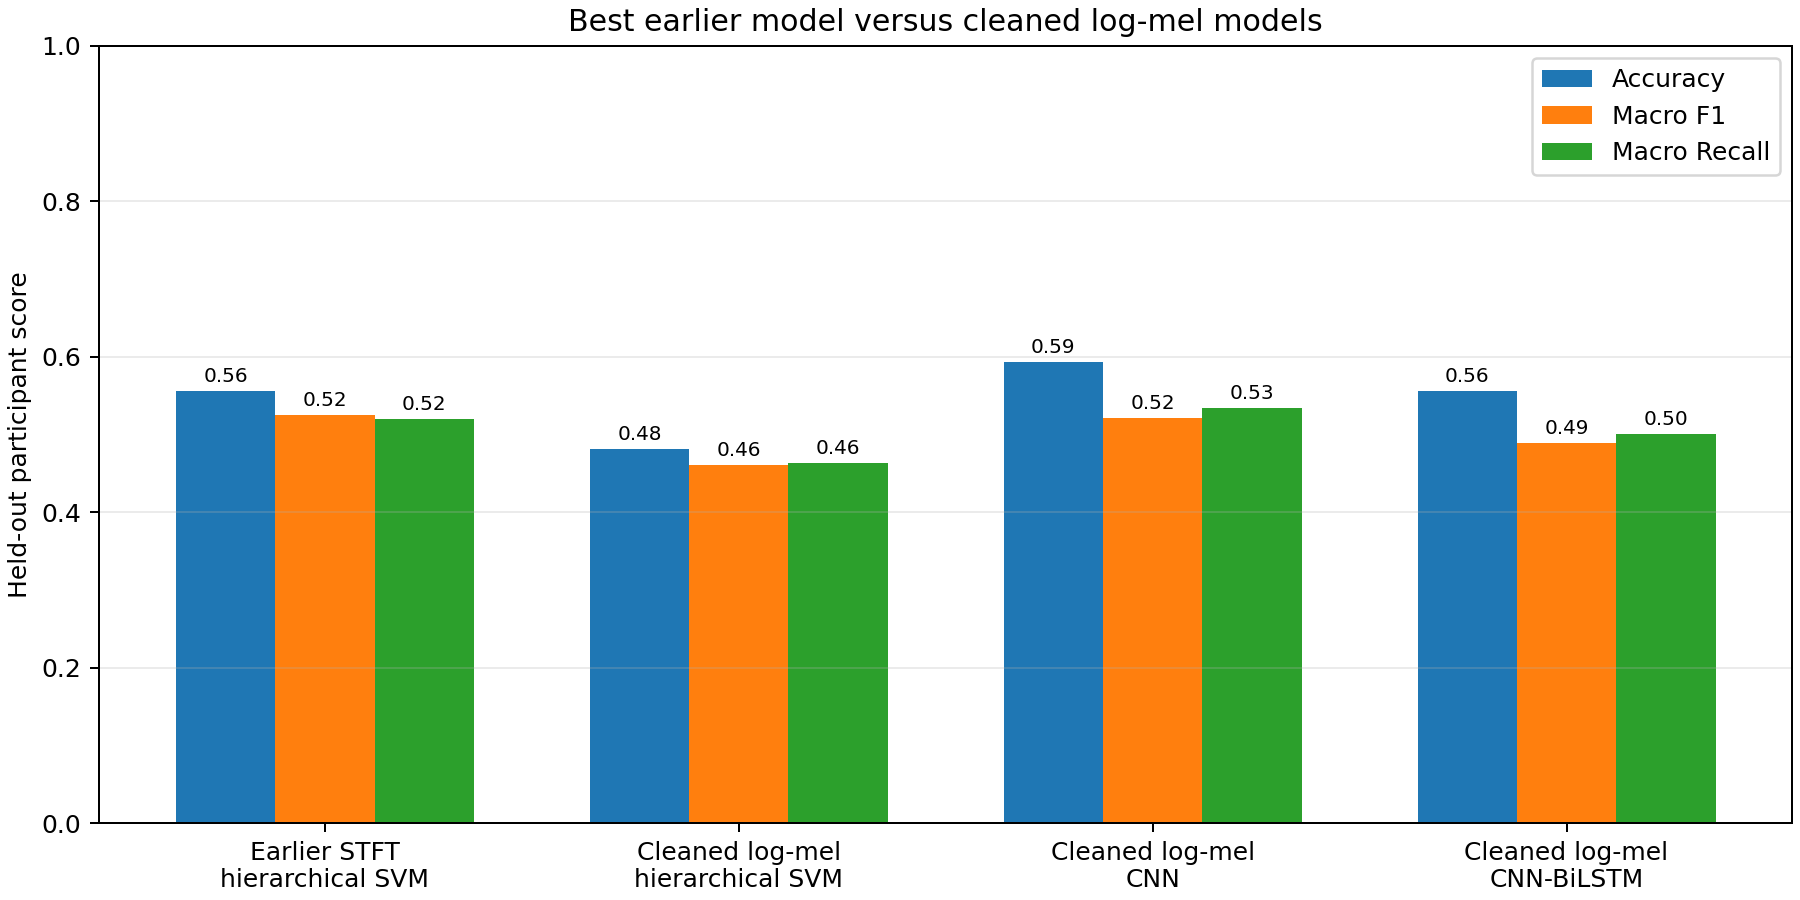 Best earlier model versus cleaned log-mel models
1.0
0.8
0.6
0.4
0.2
0.0
Held-out participant score
Accuracy
Macro F1
Macro Recall
0.56
0.52
0.52
0.48
0.46
0.46
0.59
0.52
0.53
0.56
0.49
0.50
Earlier STFT
hierarchical SVM
Cleaned log-mel
hierarchical SVM
Cleaned log-mel
CNN
Cleaned log-mel
CNN-BiLSTM